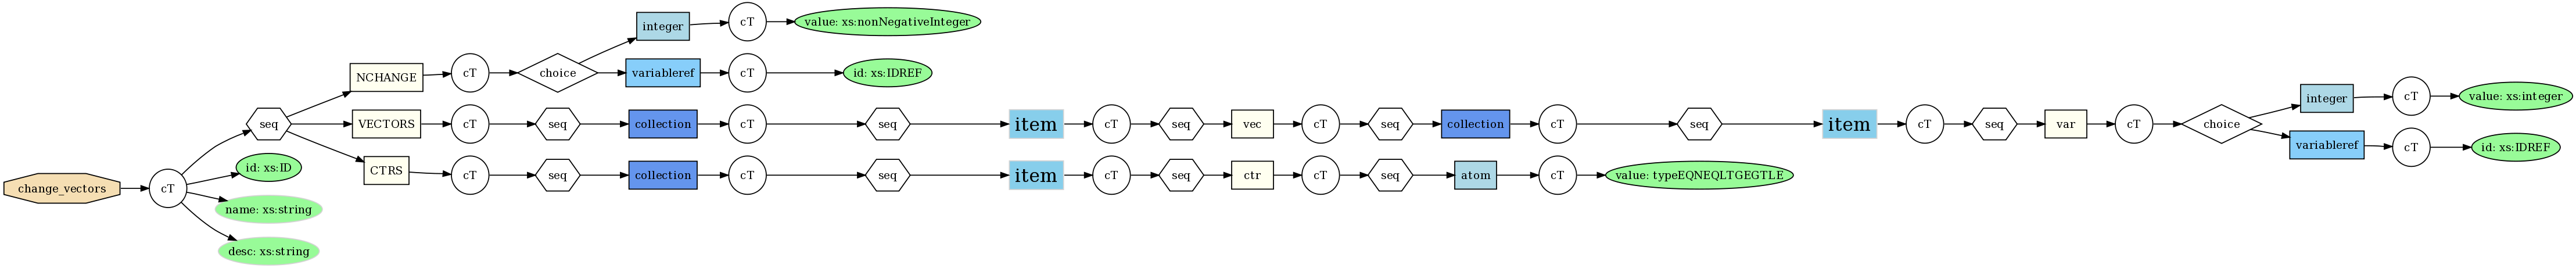 change_vectors
cT
seq
id: xs:ID
name: xs:string
desc: xs:string
NCHANGE
cT
choice
integer
cT
value: xs:nonNegativeInteger
variableref
cT
id: xs:IDREF
VECTORS
cT
seq
collection
cT
seq
item
cT
seq
vec
cT
seq
collection
cT
seq
item
cT
seq
var
cT
choice
integer
cT
value: xs:integer
variableref
cT
id: xs:IDREF
CTRS
cT
seq
collection
cT
seq
item
cT
seq
ctr
cT
seq
atom
cT
value: typeEQNEQLTGEGTLE